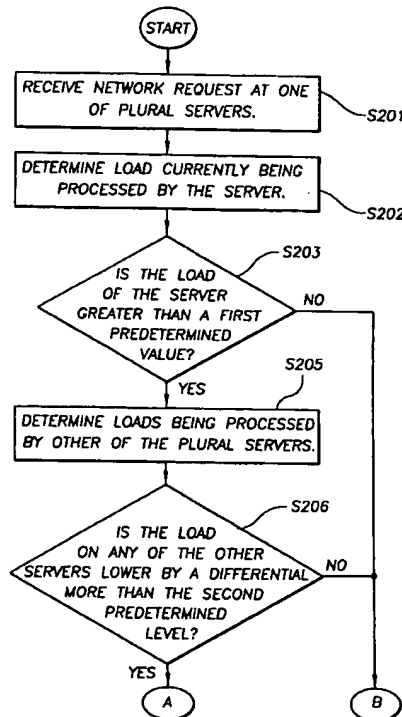 START
RECEIVE NETWORK REQUEST AT ONE
OF PLURAL SERVERS.
S201
DETERMINE LOAD CURRENTLY BEING
PROCESSED BY THE SERVER.
S202
S203
IS THE LOAD
OF THE SERVER
GREATER THAN A FIRST
PREDETERMINED
VALUE?
NO
YES
S205
DETERMINE LOADS BEING PROCESSED
BY OTHER OF THE PLURAL SERVERS.
S206
IS THE LOAD
ON ANY OF THE OTHER
SERVERS LOWER BY A DIFFERENTIAL
MORE THAN THE SECOND
PREDETERMINED
LEVEL?
NO
YES
A
B